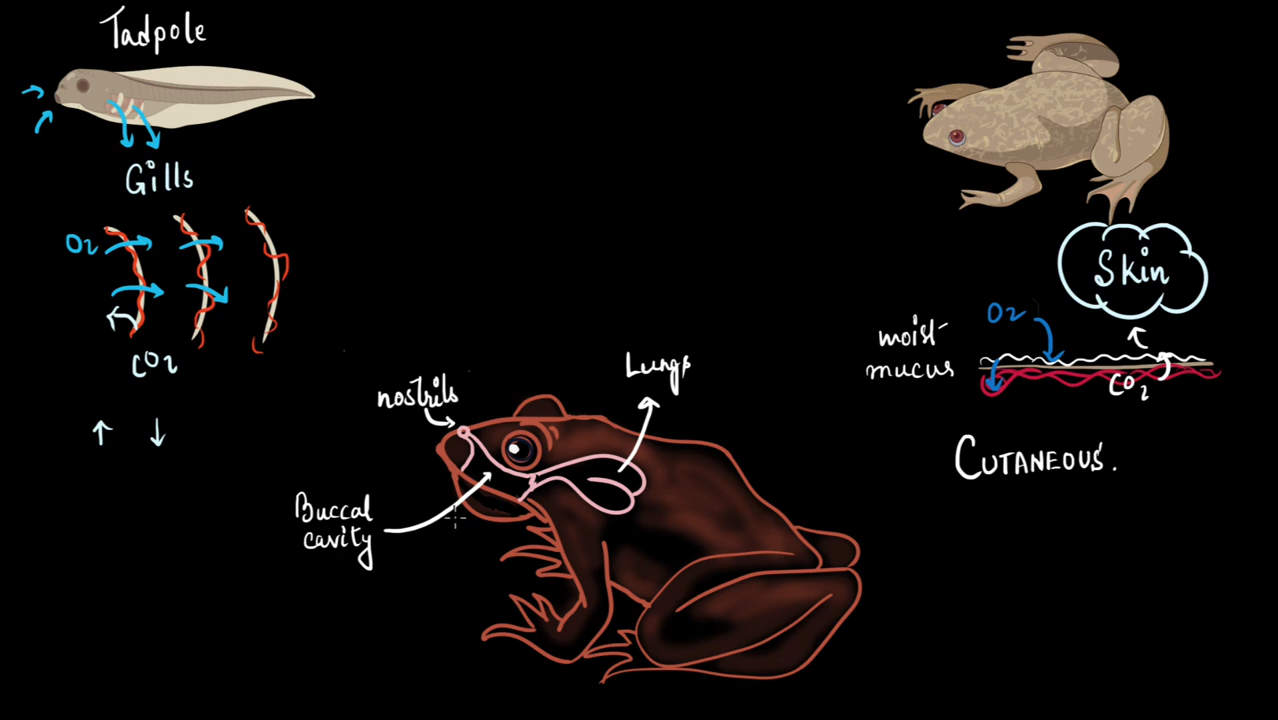 Tadpole
Gills
O2
CO2
nostrils
Lungs
Buccal
cavity
Skin
O2
moist
mucus
CO2
CUTANEOUS.